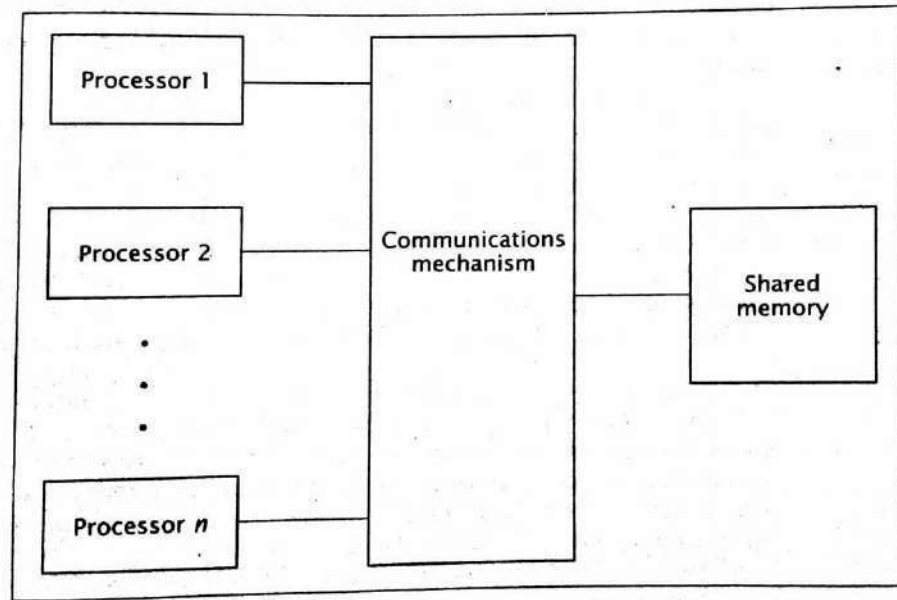 Processor 1
Processor 2
Communications
mechanism
Shared
memory
Processor n